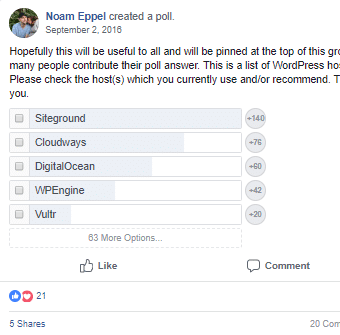 Noam Eppel created a poll.
September 2, 2016
Hopefully this will be useful to all and will be pinned at the top of this
many people contribute their poll answer. This is a list of WordPress
Please check the host(s) which you currently use and/or recommend.
you.
Siteground +140
Cloudways +76
DigitalOcean +60
WPEngine +42
Vultr +20
63 More Options...
Like Comment
21
5 Shares 20